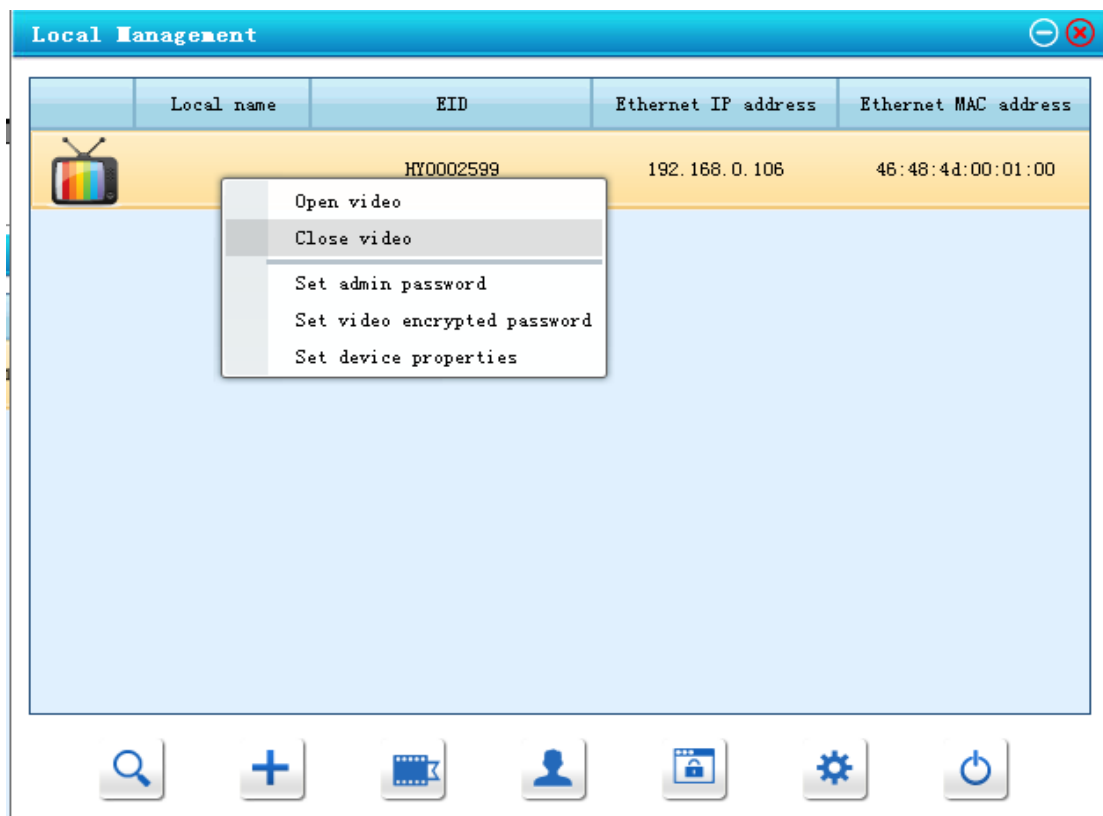 Local Management
Local name EID Ethernet IP address Ethernet MAC address
HY0002599 192.168.0.106 46:48:4d:00:01:00
Open video
Close video
Set admin password
Set video encrypted password
Set device properties